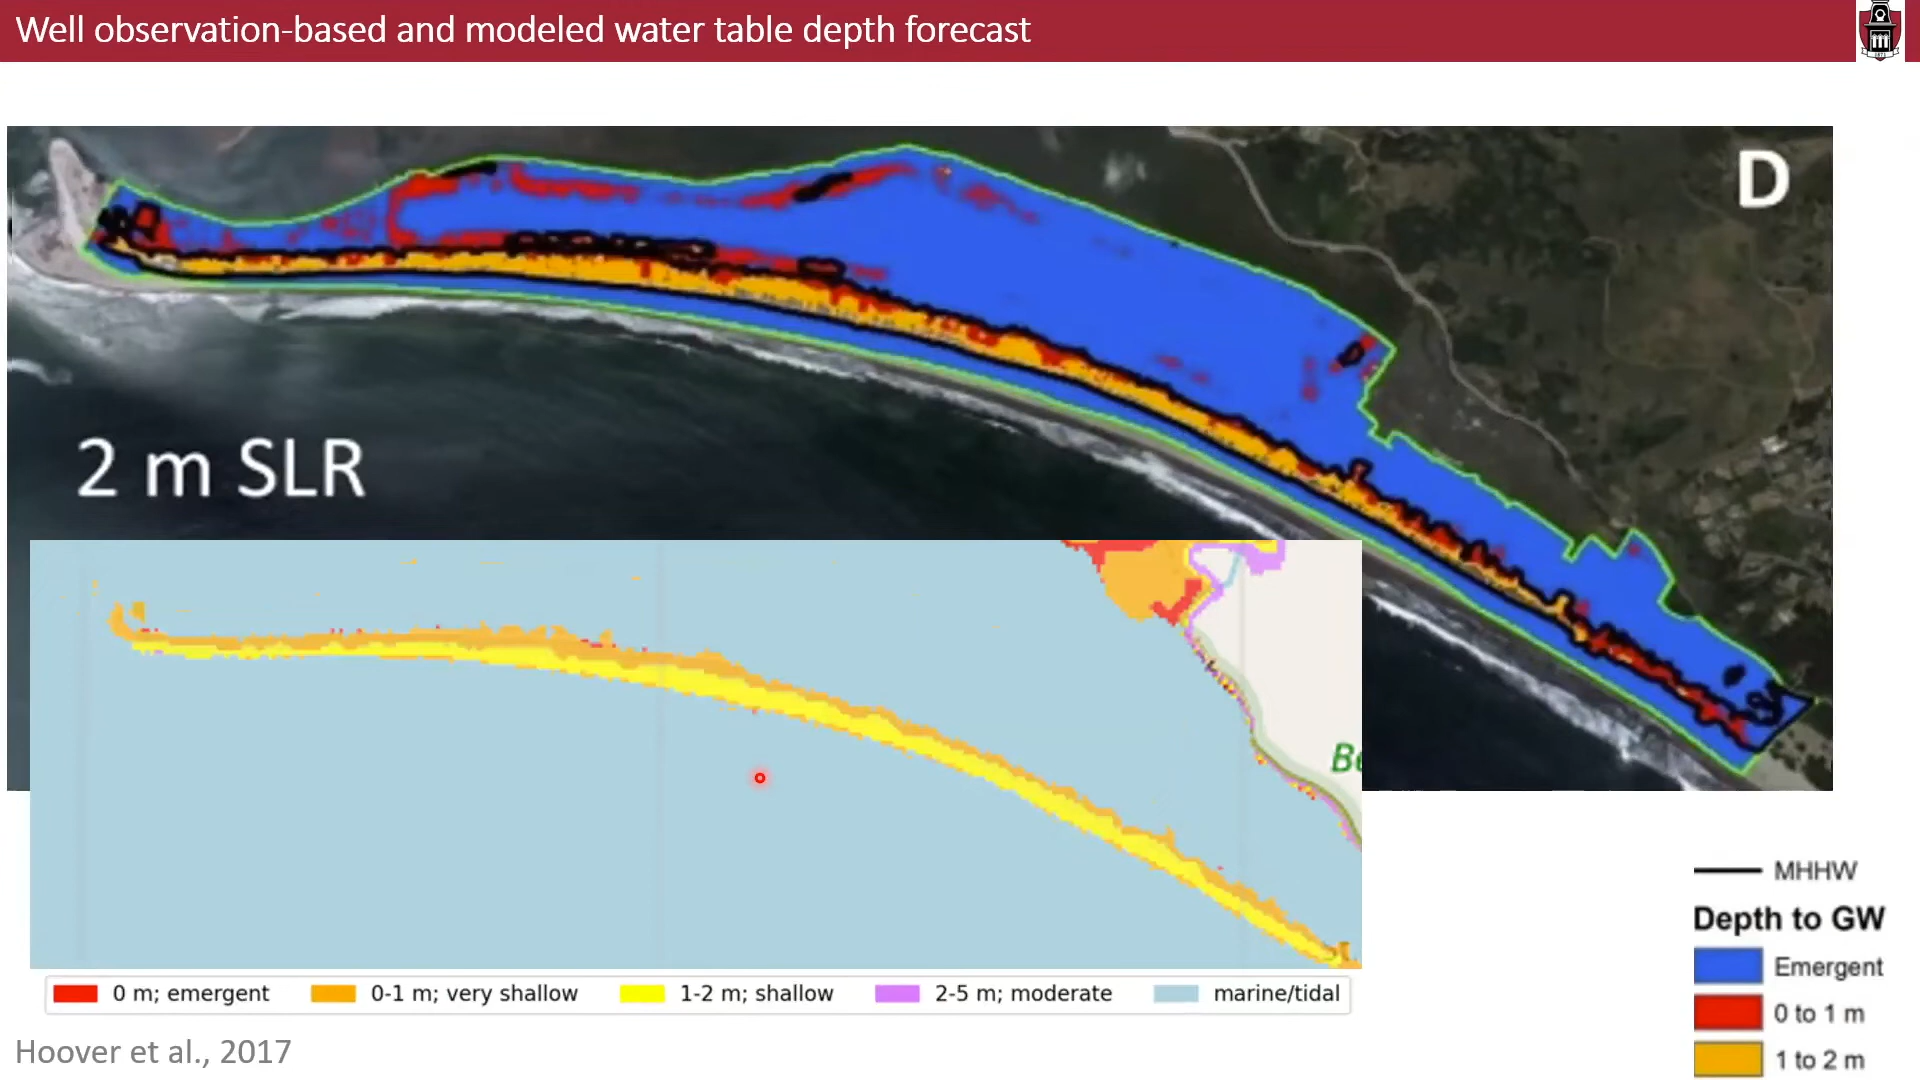 Well observation-based and modeled water table depth forecast
D
2 m SLR
Be
0 m; emergent
0-1 m; very shallow
1-2 m; shallow
2-5 m; moderate
marine/tidal
MHHW
Depth to GW
Emergent
0 to 1 m
1 to 2 m
Hoover et al., 2017